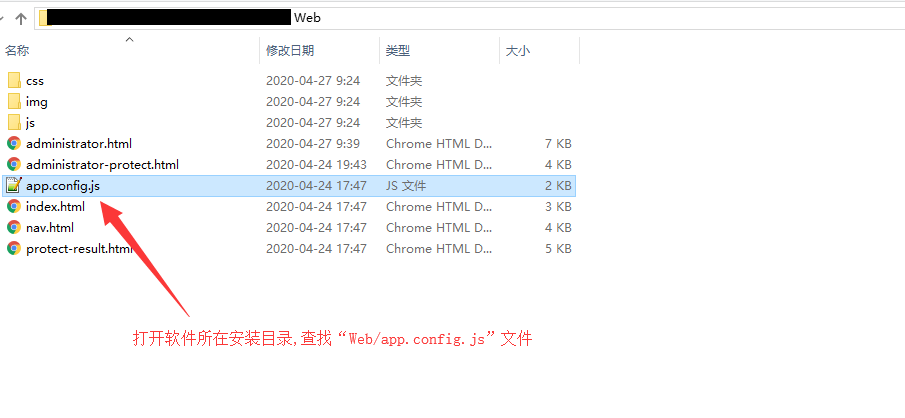 Web
名称 修改日期 类型 大小
css 2020-04-27 9:24 文件夹
img 2020-04-27 9:24 文件夹
js 2020-04-27 9:24 文件夹
administrator.html 2020-04-27 9:39 Chrome HTML D... 7 KB
administrator-protect.html 2020-04-24 19:43 Chrome HTML D... 4 KB
app.config.js 2020-04-24 17:47 JS 文件 2 KB
index.html 2020-04-24 17:47 Chrome HTML D... 3 KB
nav.html 2020-04-24 17:47 Chrome HTML D... 4 KB
protect-result.html 2020-04-24 17:47 Chrome HTML D... 5 KB
打开软件所在安装目录,查找“Web/app.config.js”文件